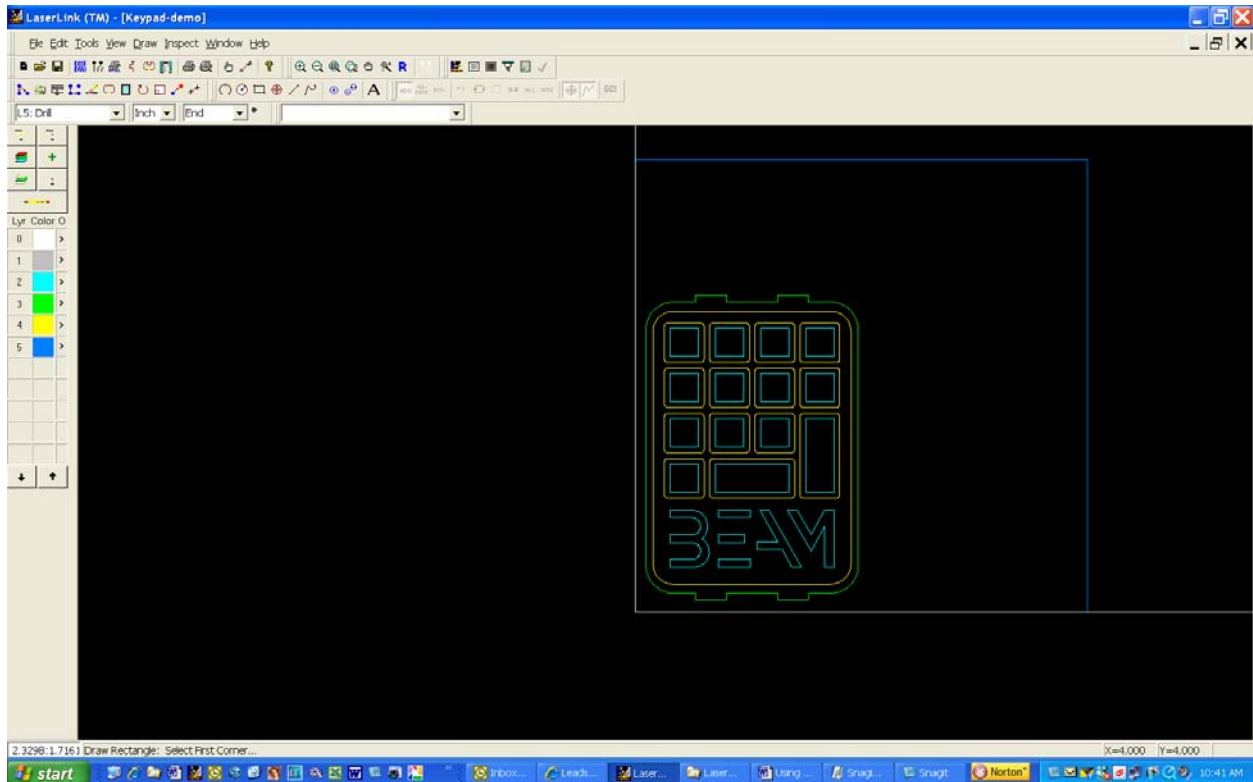 LaserLink (TM) - [Keypad-demo]
File Edit Tools View Draw Inspect Window Help
R
A
GO!
L5: Drill Inch End
Lyr Color O
0
1
2
3
4
5
BEAM
2.3298:1.7161 Draw Rectangle: Select First Corner... X=4.000 Y=4.000
start Inbox... Leads... Laser... Laser... Using ... Snagi... Snagit Norton 10:41 AM